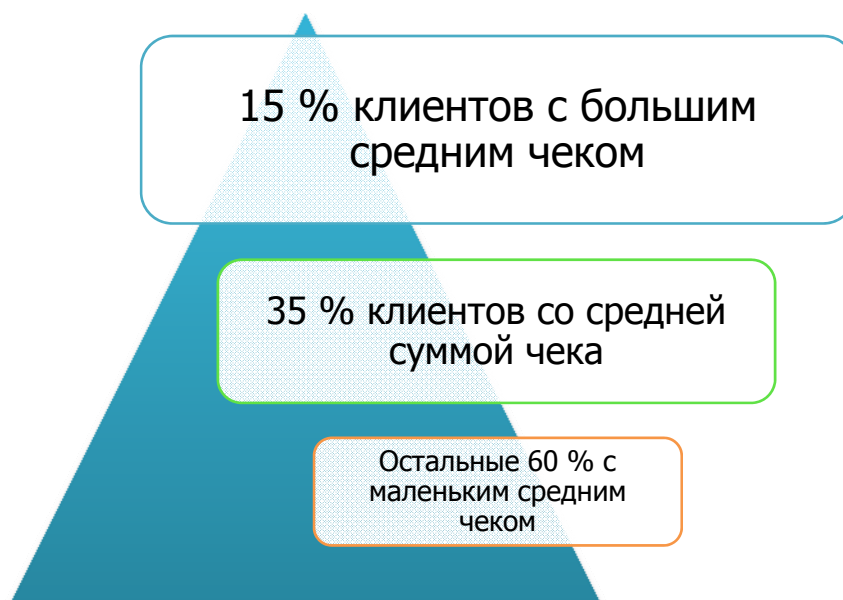 15 % клиентов с большим
средним чеком
35 % клиентов со средней
суммой чека
Остальные 60 % с
маленьким средним
чеком